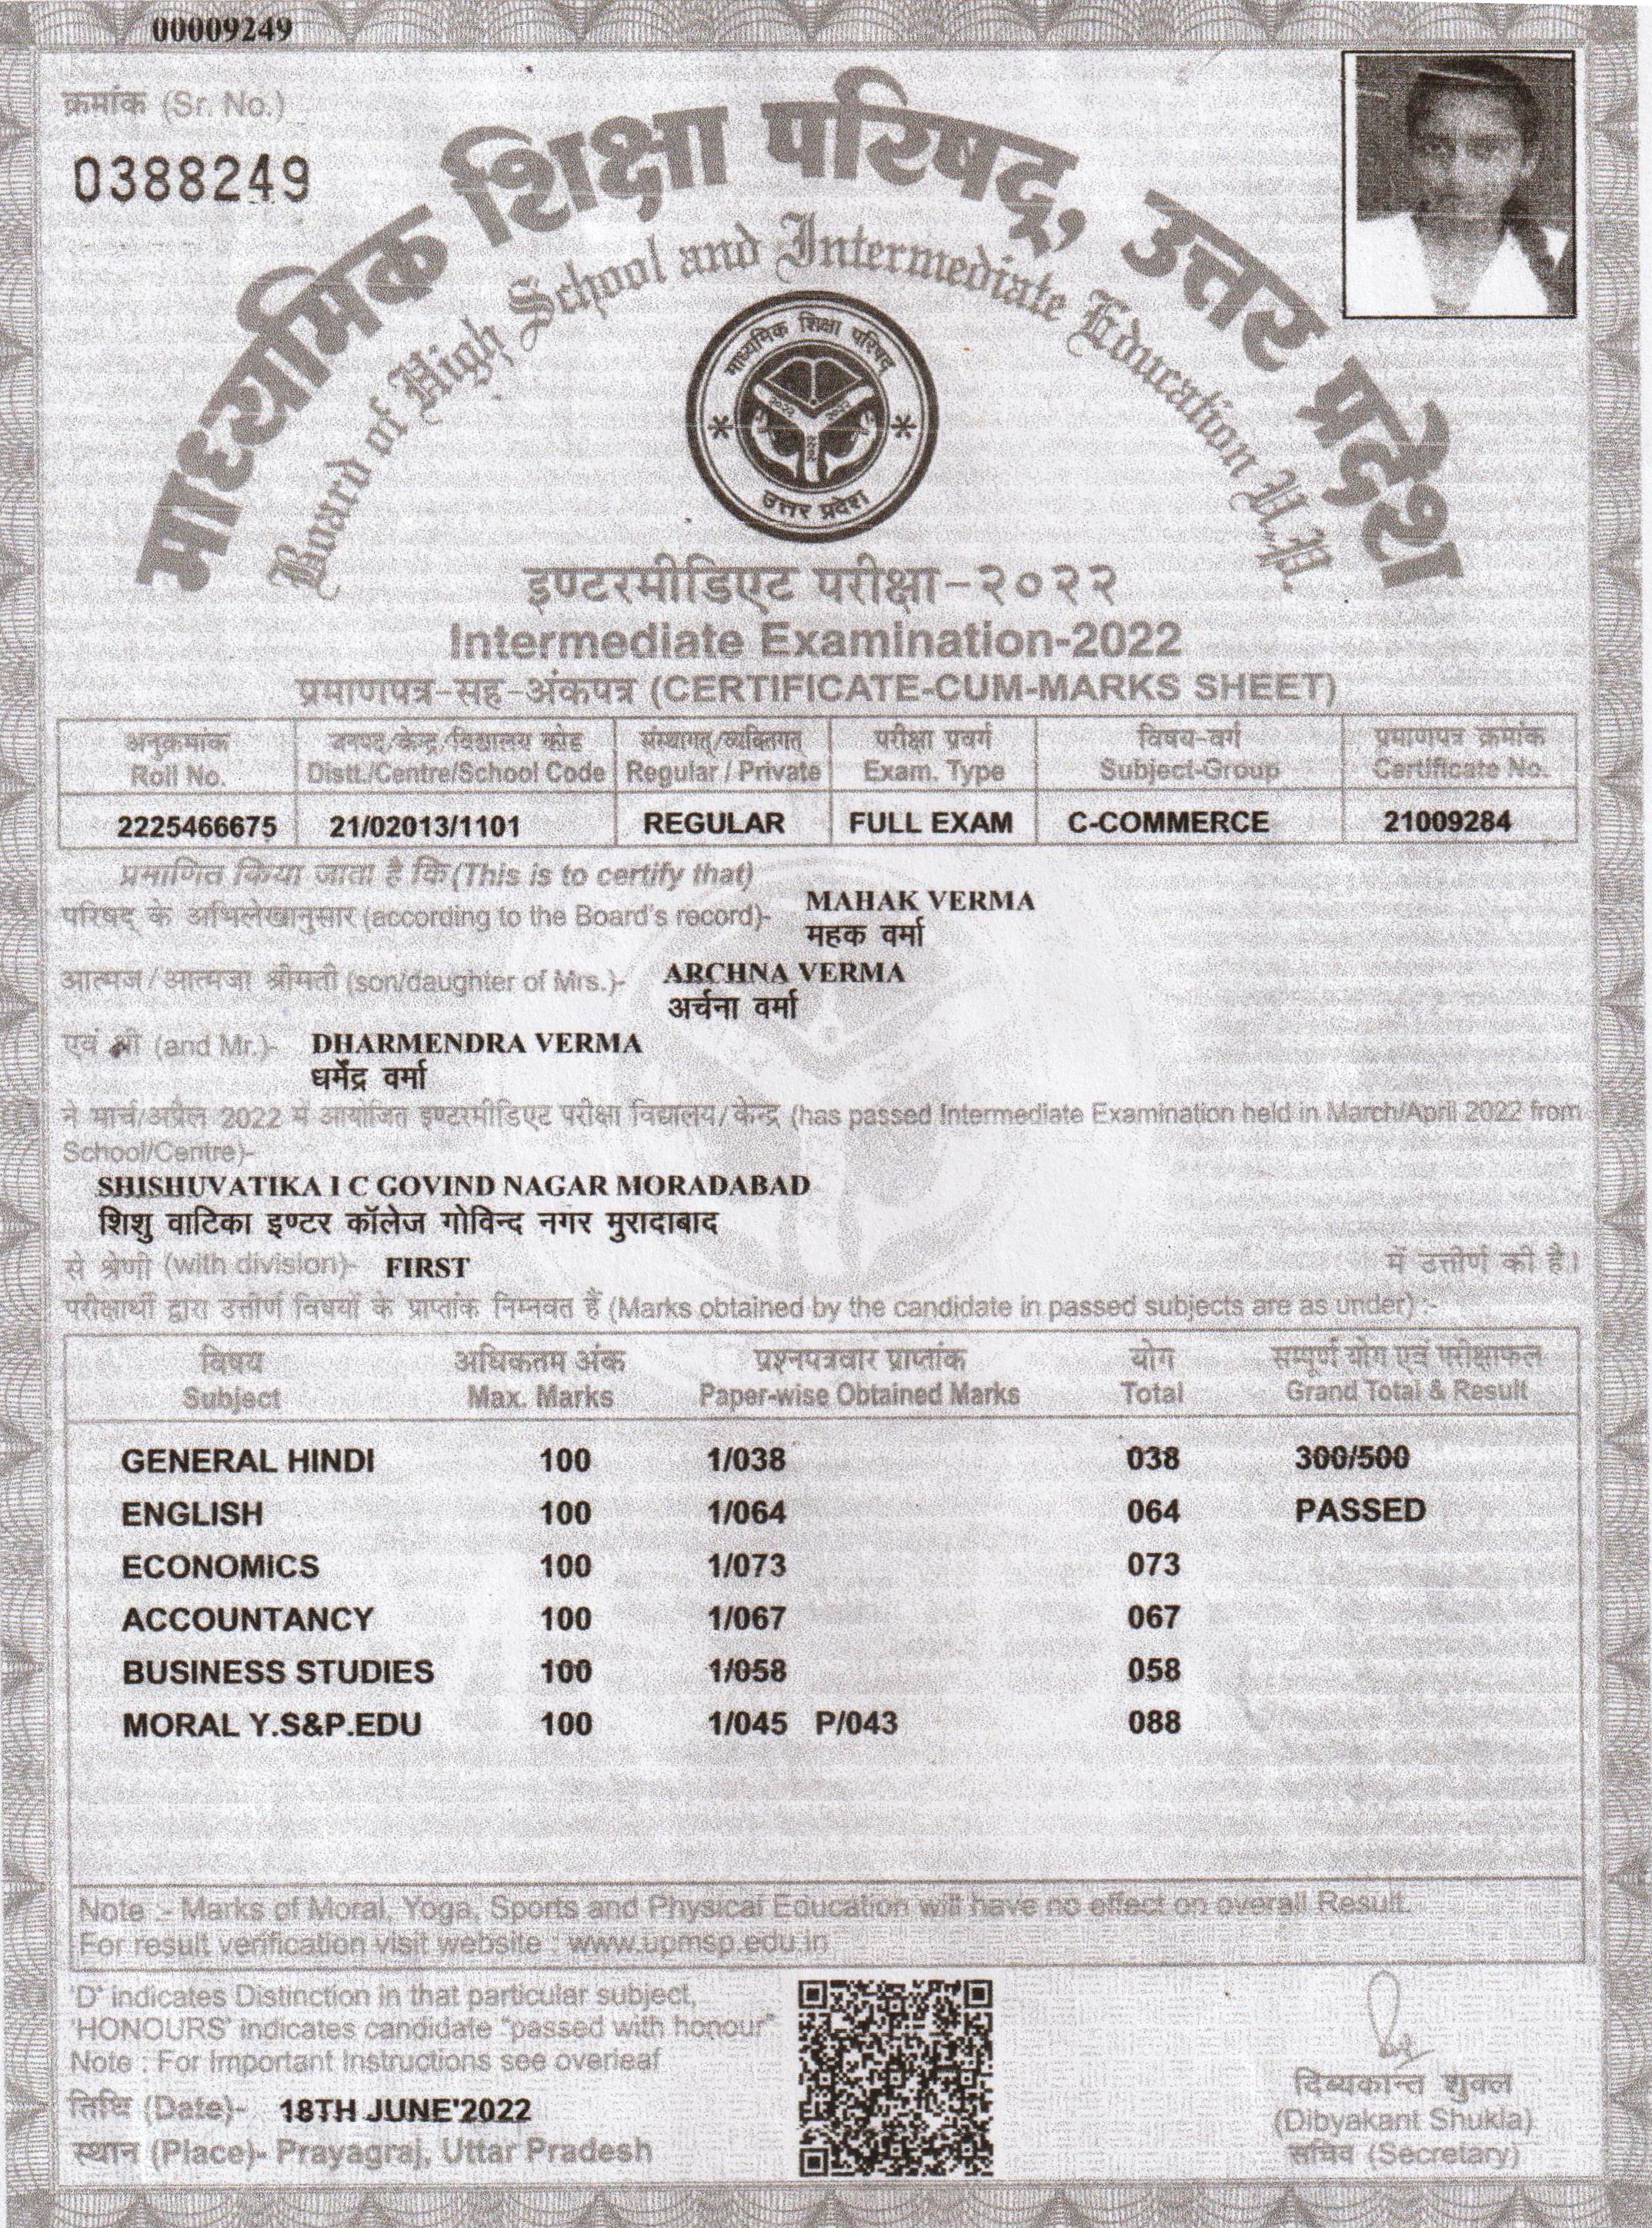 00009249
क्रमांक (Sr. No.)
0388249
माध्यमिक शिक्षा परिषद्, उत्तर प्रदेश
Board of High School and Intermediate Education U.P.
माध्यमिक शिक्षा परिषद
उत्तर प्रदेश
इण्टरमीडिएट परीक्षा-२०२२
Intermediate Examination-2022
प्रमाणपत्र-सह-अंकपत्र (CERTIFICATE-CUM-MARKS SHEET)
अनुक्रमांक जनपद/केन्द्र/विद्यालय कोड संस्थागत्/व्यक्तिगत् परीक्षा प्रवर्ग विषय-वर्ग प्रमाणपत्र क्रमांक
Roll No. Distt./Centre/School Code Regular / Private Exam. Type Subject-Group Certificate No.
2225466675 21/02013/1101 REGULAR FULL EXAM C-COMMERCE 21009284
प्रमाणित किया जाता है कि (This is to certify that)
परिषद् के अभिलेखानुसार (according to the Board's record)- MAHAK VERMA
महक वर्मा
आत्मज/आत्मजा श्रीमती (son/daughter of Mrs.)- ARCHNA VERMA
अर्चना वर्मा
एवं श्री (and Mr.)- DHARMENDRA VERMA
धर्मेंद्र वर्मा
ने मार्च/अप्रैल 2022 में आयोजित इण्टरमीडिएट परीक्षा विद्यालय/केन्द्र (has passed Intermediate Examination held in March/April 2022 from
School/Centre)-
SHISHUVATIKA I C GOVIND NAGAR MORADABAD
शिशु वाटिका इण्टर कॉलेज गोविन्द नगर मुरादाबाद
से श्रेणी (with division)- FIRST में उत्तीर्ण की है।
परीक्षार्थी द्वारा उत्तीर्ण विषयों के प्राप्तांक निम्नवत हैं (Marks obtained by the candidate in passed subjects are as under) :-
विषय अधिकतम अंक प्रश्नपत्रवार प्राप्तांक योग सम्पूर्ण योग एवं परीक्षाफल
Subject Max. Marks Paper-wise Obtained Marks Total Grand Total & Result
GENERAL HINDI 100 1/038 038 300/500
ENGLISH 100 1/064 064 PASSED
ECONOMICS 100 1/073 073
ACCOUNTANCY 100 1/067 067
BUSINESS STUDIES 100 1/058 058
MORAL Y.S&P.EDU 100 1/045 P/043 088
Note :- Marks of Moral, Yoga, Sports and Physical Education will have no effect on overall Result.
For result verification visit website : www.upmsp.edu.in
'D' indicates Distinction in that particular subject,
'HONOURS' indicates candidate "passed with honour"
Note : For Important Instructions see overleaf
तिथि (Date)- 18TH JUNE'2022
स्थान (Place)- Prayagraj, Uttar Pradesh
दिब्यकान्त शुक्ल
(Dibyakant Shukla)
सचिव (Secretary)